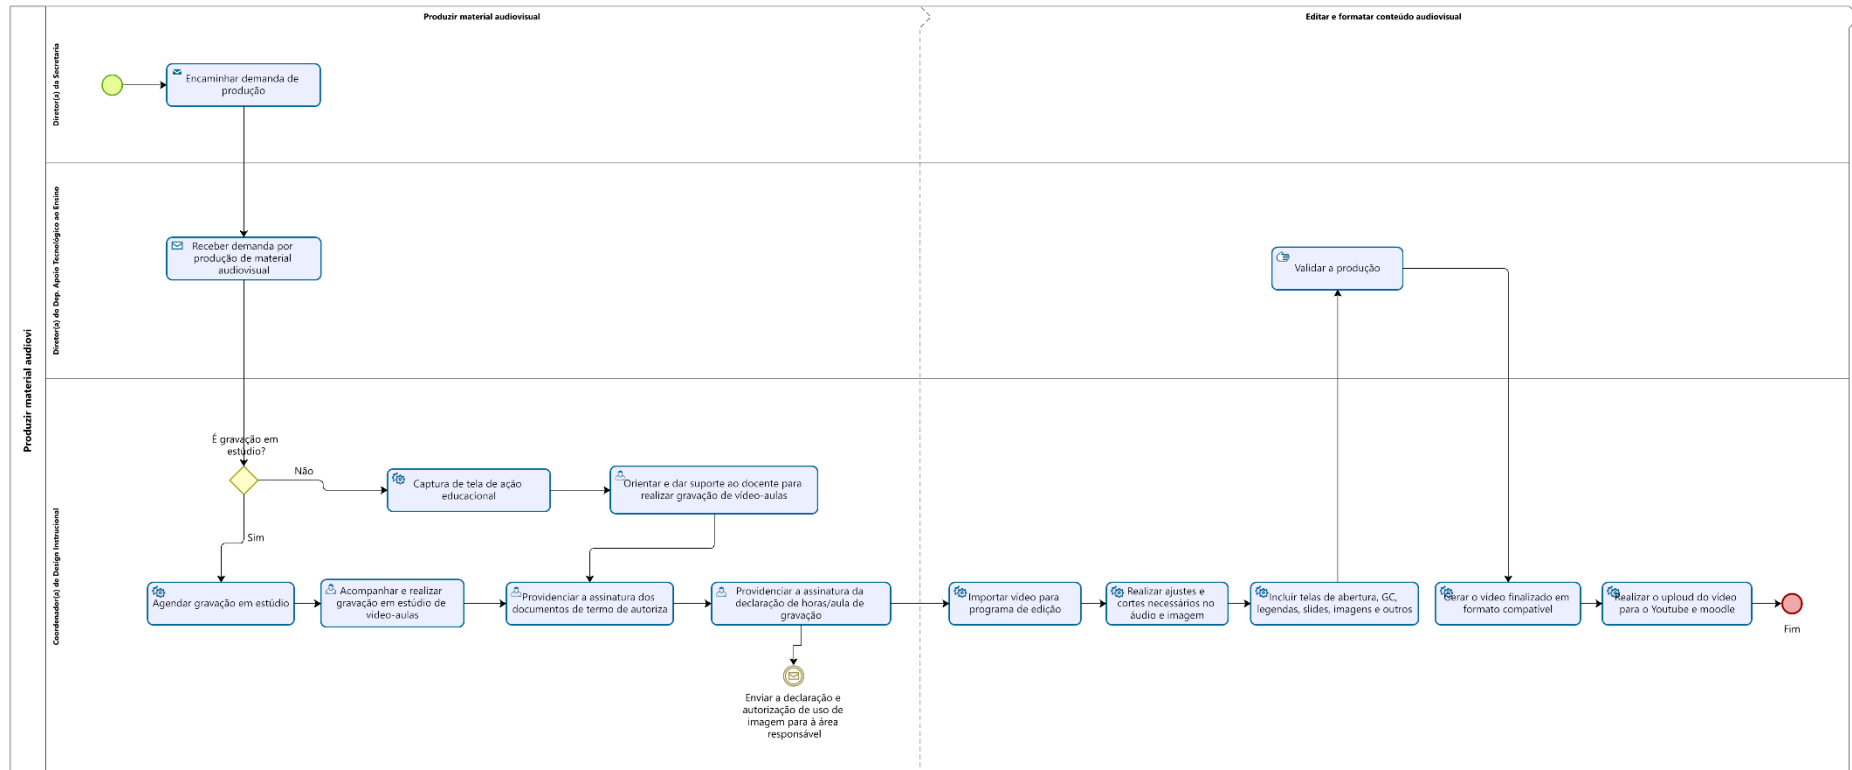 Produzir material audiovisual
Editar e formatar conteúdo audiovisual
Produzir material audiovi
Diretor(a) da Secretaria
Encaminhar demanda de
produção
Diretor(a) do Dep. Apoio Tecnológico ao Ensino
Receber demanda por
produção de material
audiovisual
Validar a produção
Coordenador(a) de Design Instrucional
É gravação em
estúdio?
Não
Sim
Captura de tela de ação
educacional
Orientar e dar suporte ao docente para
realizar gravação de vídeo-aulas
Agendar gravação em estúdio
Acompanhar e realizar
gravação em estúdio de
vídeo-aulas
Providenciar a assinatura dos
documentos de termo de autoriza
Providenciar a assinatura da
declaração de horas/aula de
gravação
Enviar a declaração e
autorização de uso de
imagem para à área
responsável
Importar vídeo para
programa de edição
Realizar ajustes e
cortes necessários no
áudio e imagem
Incluir telas de abertura, GC,
legendas, slides, imagens e outros
Gerar o vídeo finalizado em
formato compatível
Realizar o uploud do vídeo
para o Youtube e moodle
Fim